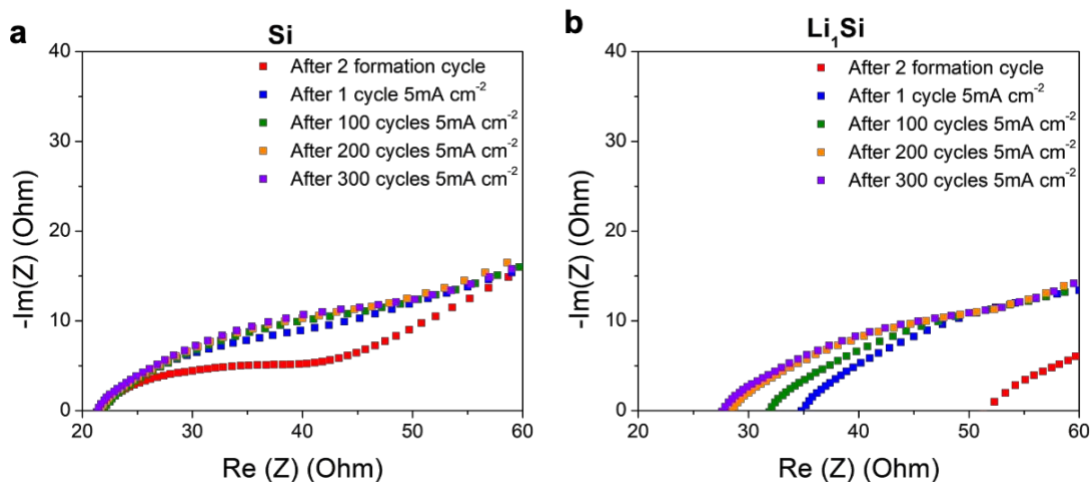 a
Si
After 2 formation cycle
After 1 cycle 5mA cm⁻²
After 100 cycles 5mA cm⁻²
After 200 cycles 5mA cm⁻²
After 300 cycles 5mA cm⁻²
40
30
20
10
0
-Im(Z) (Ohm)
20 30 40 50 60
Re (Z) (Ohm)
b
Li₁Si
After 2 formation cycle
After 1 cycle 5mA cm⁻²
After 100 cycles 5mA cm⁻²
After 200 cycles 5mA cm⁻²
After 300 cycles 5mA cm⁻²
40
30
20
10
0
-Im(Z) (Ohm)
20 30 40 50 60
Re (Z) (Ohm)